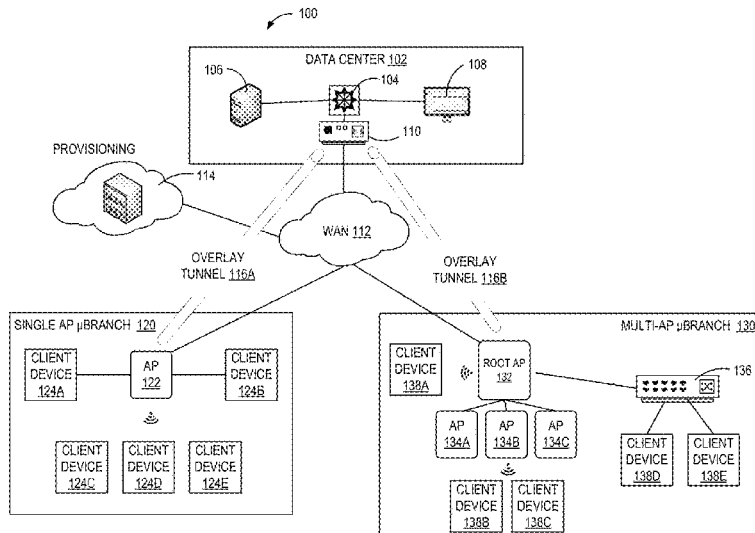 100
DATA CENTER 102
106
104
108
110
PROVISIONING
114
WAN 112
OVERLAY
TUNNEL 116A
OVERLAY
TUNNEL 116B
SINGLE AP µBRANCH 120
CLIENT
DEVICE
124A
AP
122
CLIENT
DEVICE
124B
CLIENT
DEVICE
124C
CLIENT
DEVICE
124D
CLIENT
DEVICE
124E
MULTI-AP µBRANCH 130
CLIENT
DEVICE
138A
ROOT AP
132
136
AP
134A
AP
134B
AP
134C
CLIENT
DEVICE
138B
CLIENT
DEVICE
138C
CLIENT
DEVICE
138D
CLIENT
DEVICE
138E